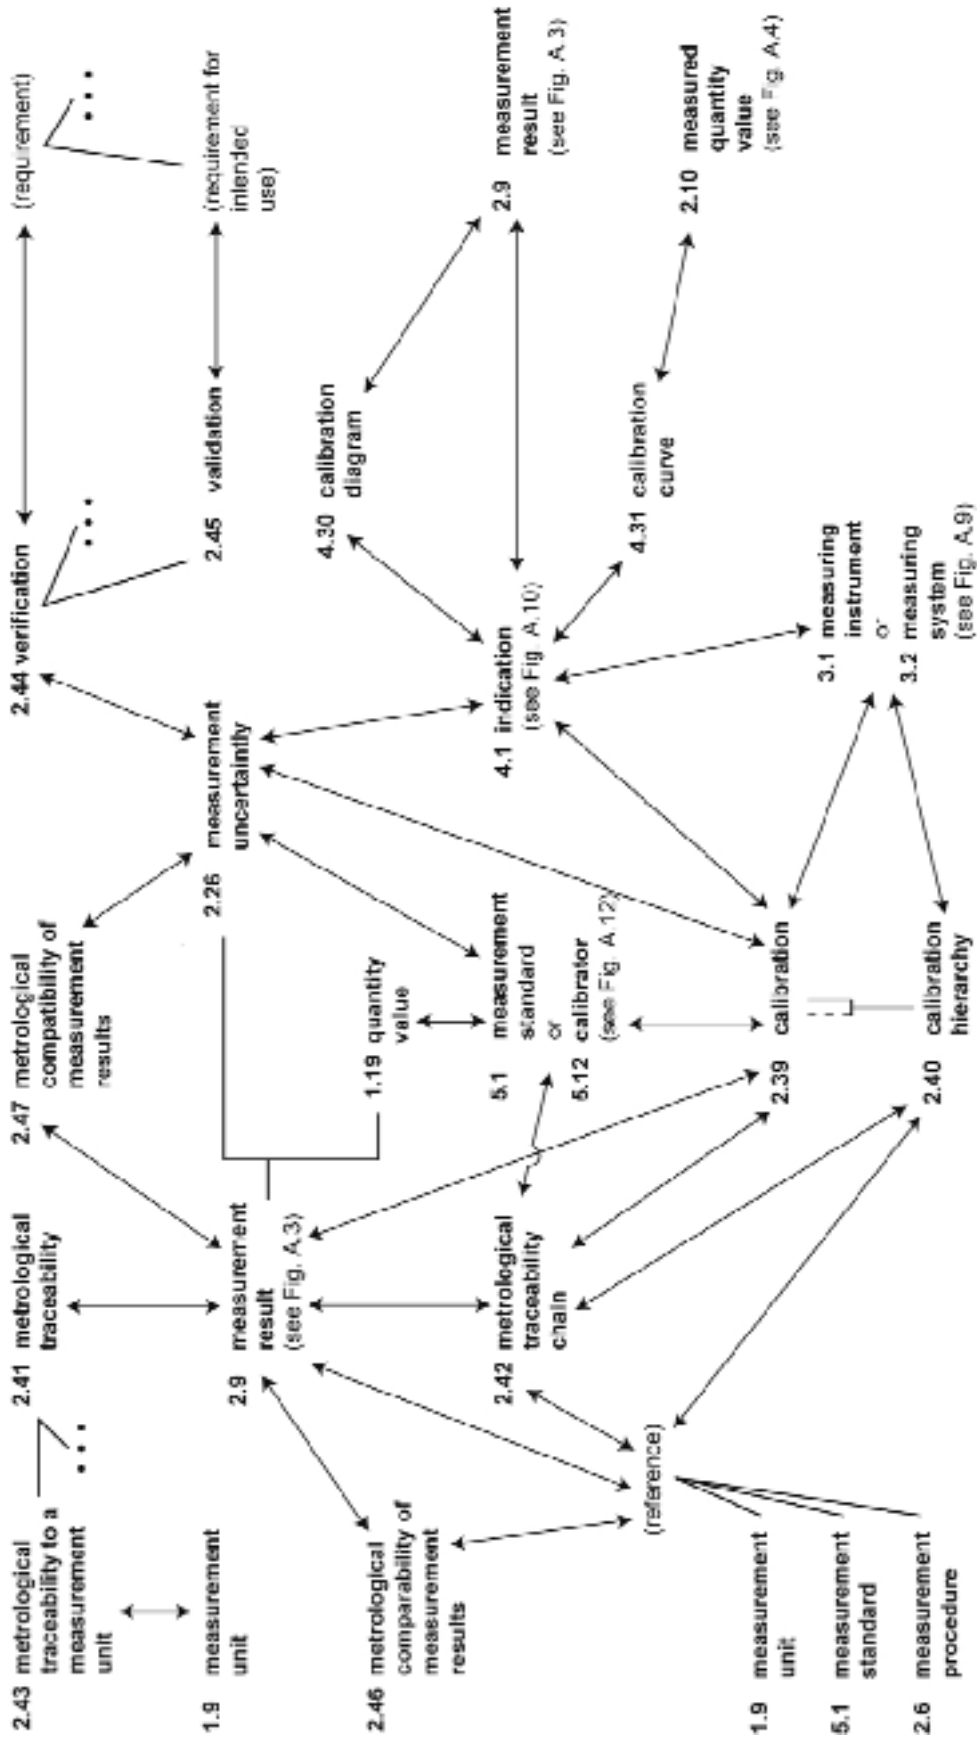 2.43 metrological
traceability to a
measurement
unit
2.41 metrological
traceability
2.47 metrological
compatibility of
measurement
results
2.44 verification
(requirement)
1.9 measurement
unit
2.9 measurement
result
(see Fig. A.3)
2.26 measurement
uncertaintly
2.45 validation
(requirement for
intended
use)
2.46 metrological
comparability of
measurement
results
1.19 quantity
value
4.30 calibration
diagram
2.42 metrological
traceability
chain
5.1 measurement
standard
or
5.12 calibrator
(see Fig. A.12)
4.1 indication
(see Fig. A.10)
2.9 measurement
result
(see Fig. A.3)
(reference)
4.31 calibration
curve
2.10 measured
quantity
value
(see Fig. A.4)
1.9 measurement
unit
5.1 measurement
standard
2.6 measurement
procedure
2.39 calibration
2.40 calibration
hierarchy
3.1 measuring
instrument
or
3.2 measuring
system
(see Fig. A.9)